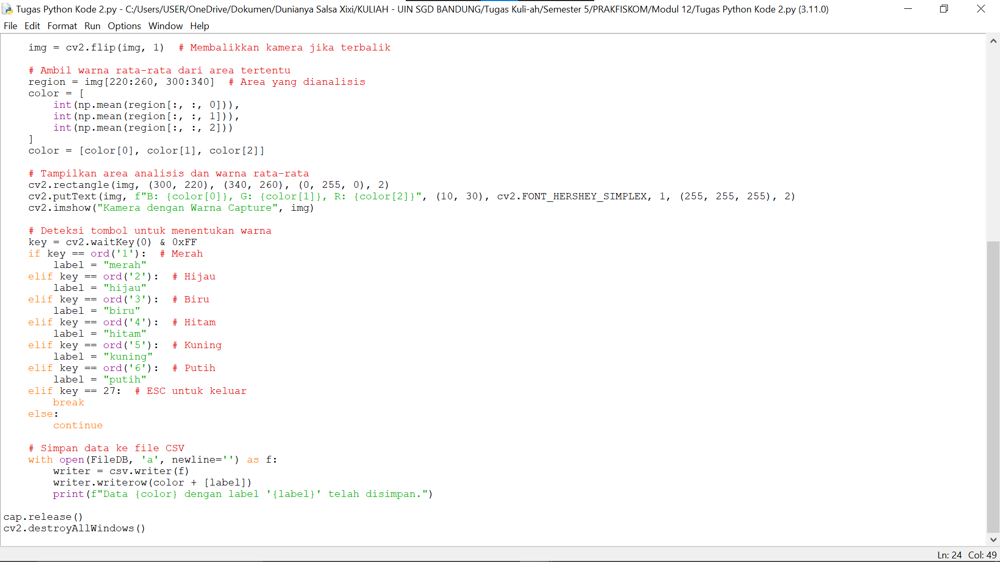 Tugas Python Kode 2.py - C:/Users/USER/OneDrive/Dokumen/Dunianya Salsa Xixi/KULIAH - UIN SGD BANDUNG/Tugas Kuli-ah/Semester 5/PRAKFISKOM/Modul 12/Tugas Python Kode 2.py (3.11.0)
File Edit Format Run Options Window Help
    img = cv2.flip(img, 1)  # Membalikkan kamera jika terbalik

    # Ambil warna rata-rata dari area tertentu
    region = img[220:260, 300:340]  # Area yang dianalisis
    color = [
        int(np.mean(region[:, :, 0])),
        int(np.mean(region[:, :, 1])),
        int(np.mean(region[:, :, 2]))
    ]
    color = [color[0], color[1], color[2]]

    # Tampilkan area analisis dan warna rata-rata
    cv2.rectangle(img, (300, 220), (340, 260), (0, 255, 0), 2)
    cv2.putText(img, f"B: {color[0]}, G: {color[1]}, R: {color[2]}", (10, 30), cv2.FONT_HERSHEY_SIMPLEX, 1, (255, 255, 255), 2)
    cv2.imshow("Kamera dengan Warna Capture", img)

    # Deteksi tombol untuk menentukan warna
    key = cv2.waitKey(0) & 0xFF
    if key == ord('1'):  # Merah
        label = "merah"
    elif key == ord('2'):  # Hijau
        label = "hijau"
    elif key == ord('3'):  # Biru
        label = "biru"
    elif key == ord('4'):  # Hitam
        label = "hitam"
    elif key == ord('5'):  # Kuning
        label = "kuning"
    elif key == ord('6'):  # Putih
        label = "putih"
    elif key == 27:  # ESC untuk keluar
        break
    else:
        continue

    # Simpan data ke file CSV
    with open(FileDB, 'a', newline='') as f:
        writer = csv.writer(f)
        writer.writerow(color + [label])
        print(f"Data {color} dengan label '{label}' telah disimpan.")

cap.release()
cv2.destroyAllWindows()
Ln: 24 Col: 49